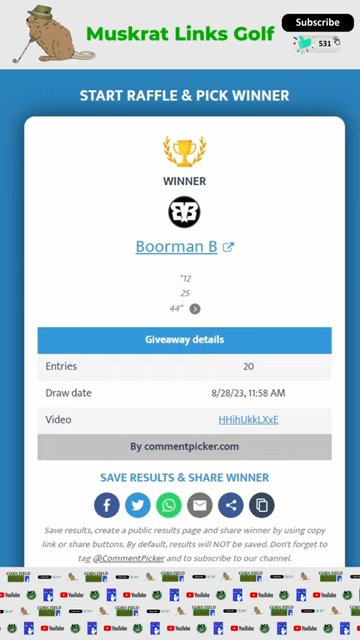 Muskrat Links Golf
Subscribe
531
START RAFFLE & PICK WINNER
WINNER
Boorman B
"12
25
44"
Giveaway details
Entries 20
Draw date 8/28/23, 11:58 AM
Video HHihUkkLXxE
By commentpicker.com
SAVE RESULTS & SHARE WINNER
Save results, create a public results page and share winner by using copy
link or share buttons. By default, results will NOT be saved. Don't forget to
tag @CommentPicker and to subscribe to our channel.